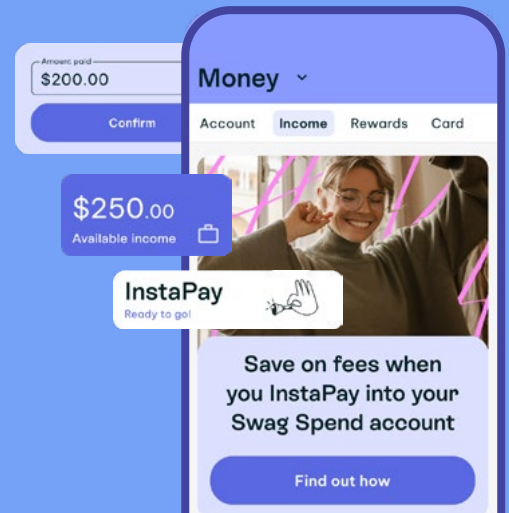 Amount paid
$200.00
Confirm
Money
Account Income Rewards Card
$250.00
Available income
InstaPay
Ready to go!
Save on fees when
you InstaPay into your
Swag Spend account
Find out how